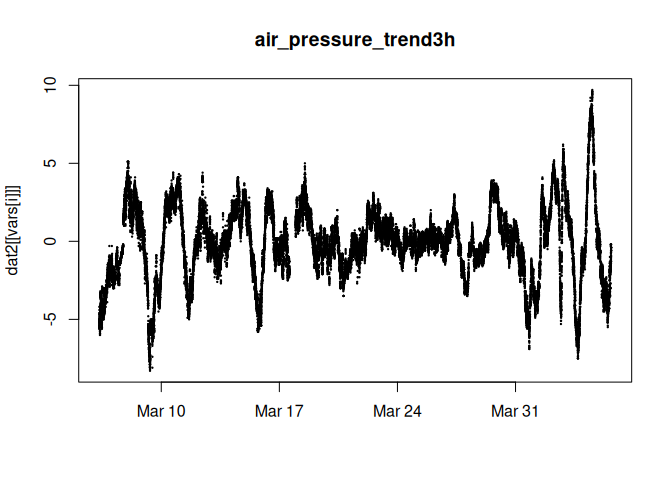 air_pressure_trend3h
dat2[[vars[i]]]
10
5
0
-5
Mar 10
Mar 17
Mar 24
Mar 31